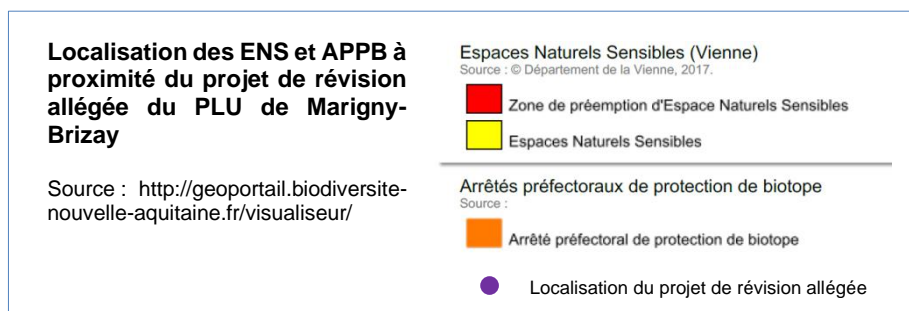 Localisation des ENS et APPB à
proximité du projet de révision
allégée du PLU de Marigny-
Brizay
Source : http://geoportail.biodiversite-
nouvelle-aquitaine.fr/visualiseur/
Espaces Naturels Sensibles (Vienne)
Source : © Département de la Vienne, 2017.
Zone de préemption d'Espace Naturels Sensibles
Espaces Naturels Sensibles
Arrêtés préfectoraux de protection de biotope
Source :
Arrêté préfectoral de protection de biotope
Localisation du projet de révision allégée